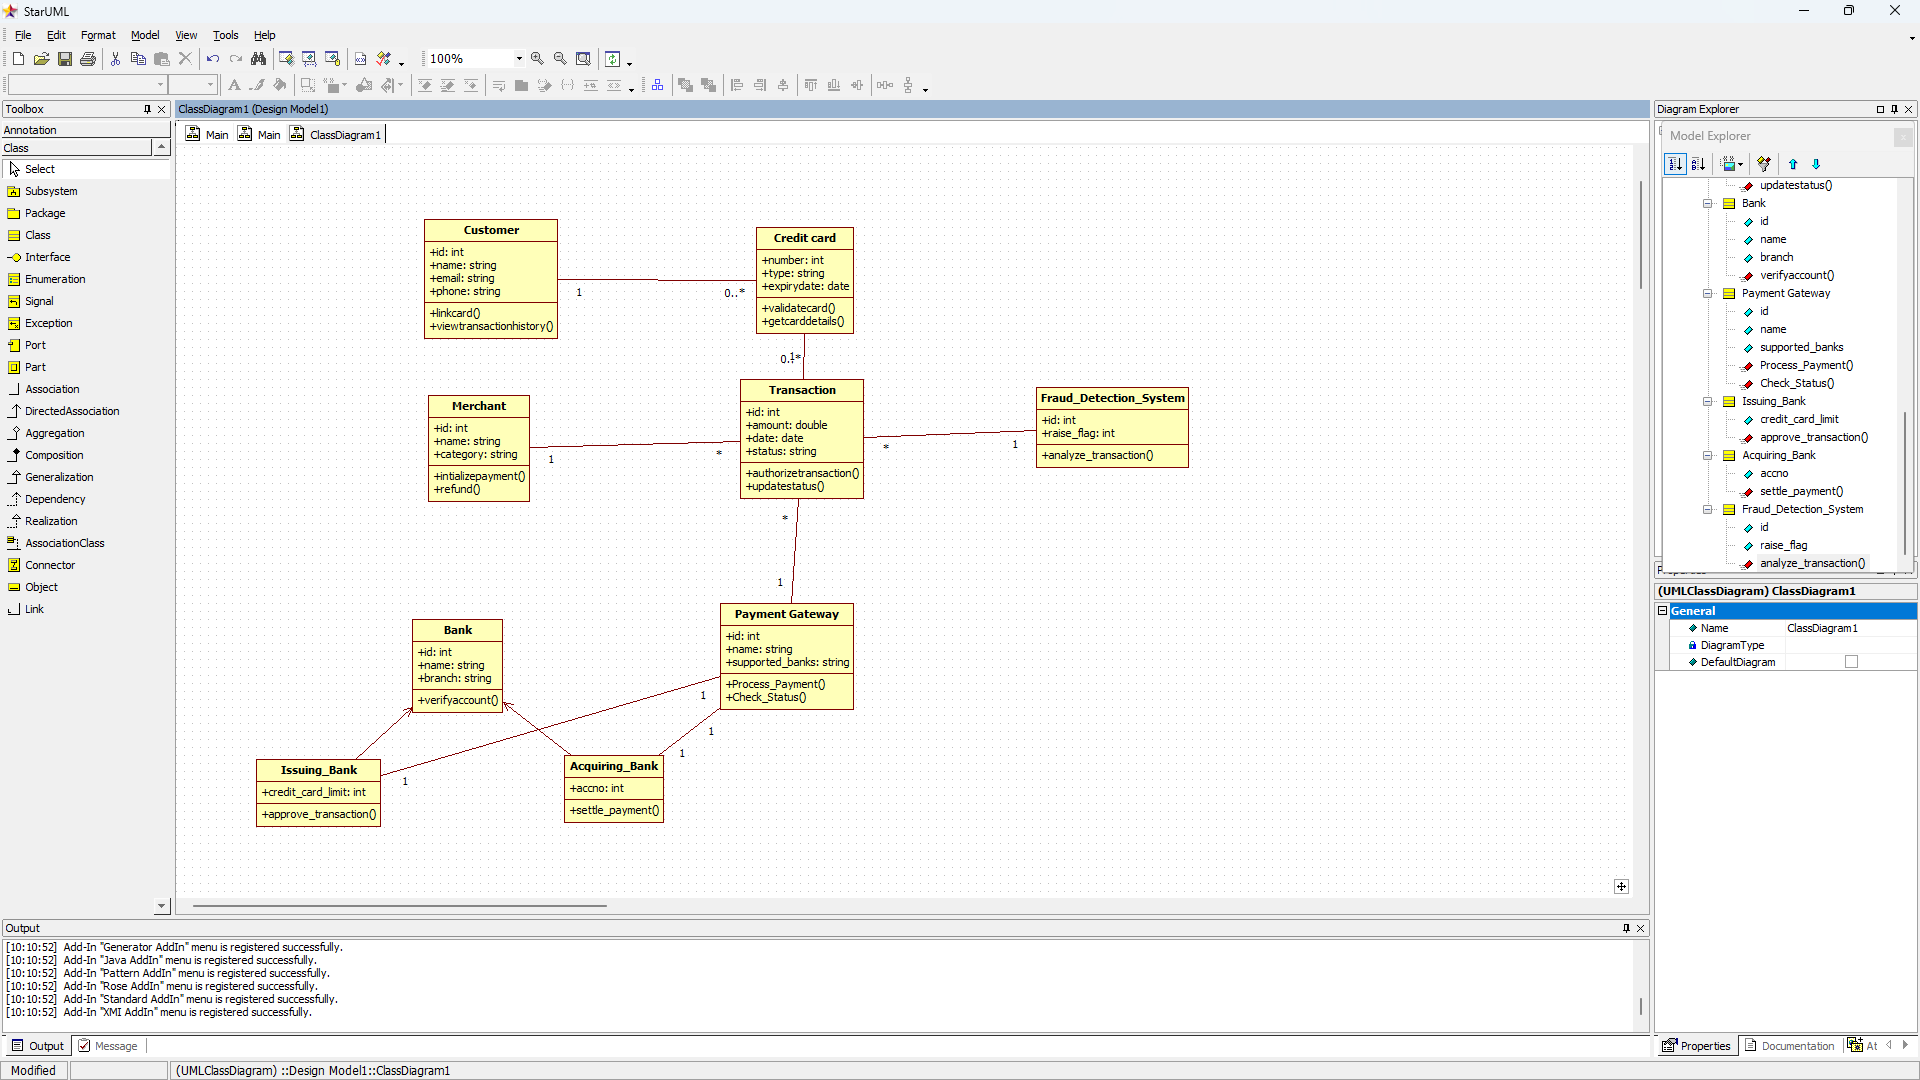 StarUML
File Edit Format Model View Tools Help
100%
Toolbox
Annotation
Class
Select
Subsystem
Package
Class
Interface
Enumeration
Signal
Exception
Port
Part
Association
DirectedAssociation
Aggregation
Composition
Generalization
Dependency
Realization
AssociationClass
Connector
Object
Link
ClassDiagram1 (Design Model1)
Main Main ClassDiagram1
Customer
+id: int
+name: string
+email: string
+phone: string
+linkcard()
+viewtransactionhistory()
1
0..*
Credit card
+number: int
+type: string
+expirydate: date
+validatecard()
+getcarddetails()
1
0..*
Merchant
+id: int
+name: string
+category: string
+intializepayment()
+refund()
1
*
Transaction
+id: int
+amount: double
+date: date
+status: string
+authorizetransaction()
+updatestatus()
*
1
Fraud_Detection_System
+id: int
+raise_flag: int
+analyze_transaction()
*
1
Bank
+id: int
+name: string
+branch: string
+verifyaccount()
Payment Gateway
+id: int
+name: string
+supported_banks: string
+Process_Payment()
+Check_Status()
1
1
1
1
Issuing_Bank
+credit_card_limit: int
+approve_transaction()
Acquiring_Bank
+accno: int
+settle_payment()
Diagram Explorer
Model Explorer
updatestatus()
Bank
id
name
branch
verifyaccount()
Payment Gateway
id
name
supported_banks
Process_Payment()
Check_Status()
Issuing_Bank
credit_card_limit
approve_transaction()
Acquiring_Bank
accno
settle_payment()
Fraud_Detection_System
id
raise_flag
analyze_transaction()
(UMLClassDiagram) ClassDiagram1
General
Name ClassDiagram1
DiagramType
DefaultDiagram
Properties Documentation At
Output
[10:10:52] Add-In "Generator AddIn" menu is registered successfully.
[10:10:52] Add-In "Java AddIn" menu is registered successfully.
[10:10:52] Add-In "Pattern AddIn" menu is registered successfully.
[10:10:52] Add-In "Rose AddIn" menu is registered successfully.
[10:10:52] Add-In "Standard AddIn" menu is registered successfully.
[10:10:52] Add-In "XMI AddIn" menu is registered successfully.
Output Message
Modified (UMLClassDiagram) ::Design Model1::ClassDiagram1